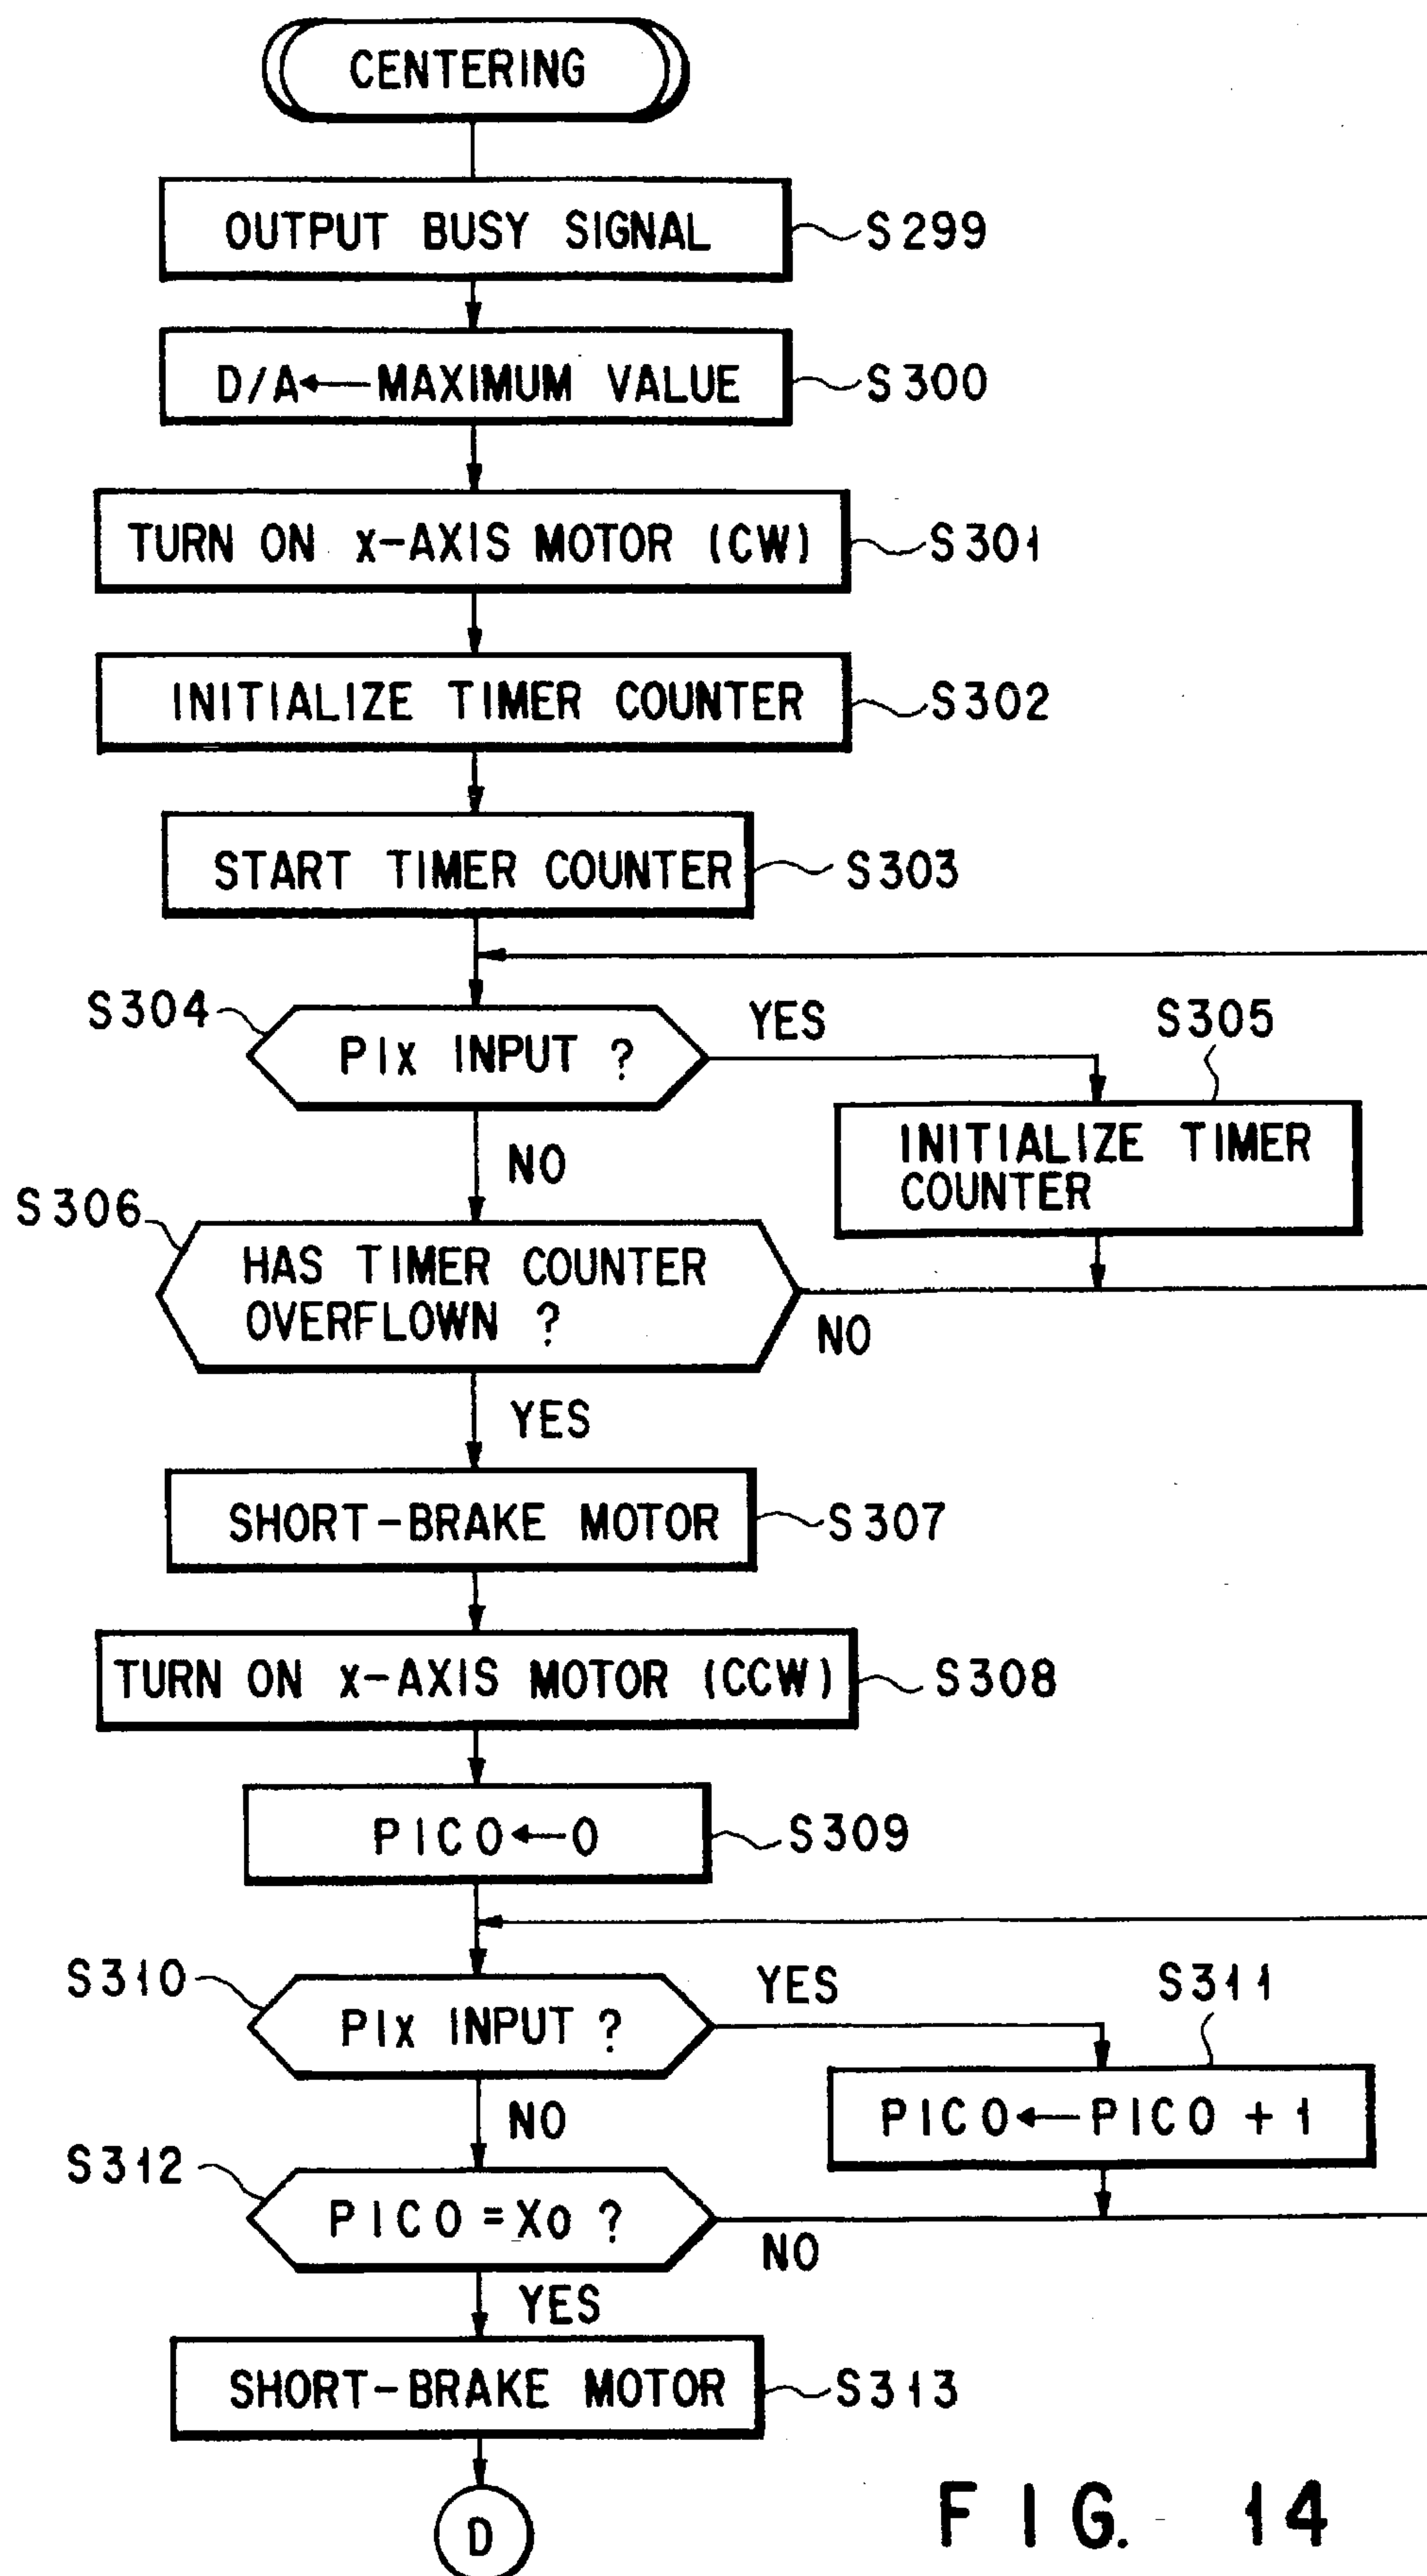 CENTERING
OUTPUT BUSY SIGNAL
S299
D/A←MAXIMUM VALUE
S300
TURN ON x-AXIS MOTOR (CW)
S301
INITIALIZE TIMER COUNTER
S302
START TIMER COUNTER
S303
S304
PIx INPUT ?
YES
S305
INITIALIZE TIMER
COUNTER
NO
S306
HAS TIMER COUNTER
OVERFLOWN ?
NO
YES
SHORT-BRAKE MOTOR
S307
TURN ON x-AXIS MOTOR (CCW)
S308
PICO←0
S309
S310
PIx INPUT ?
YES
S311
PICO←PICO+1
NO
S312
PICO=Xo ?
NO
YES
SHORT-BRAKE MOTOR
S313
D
FIG. 14